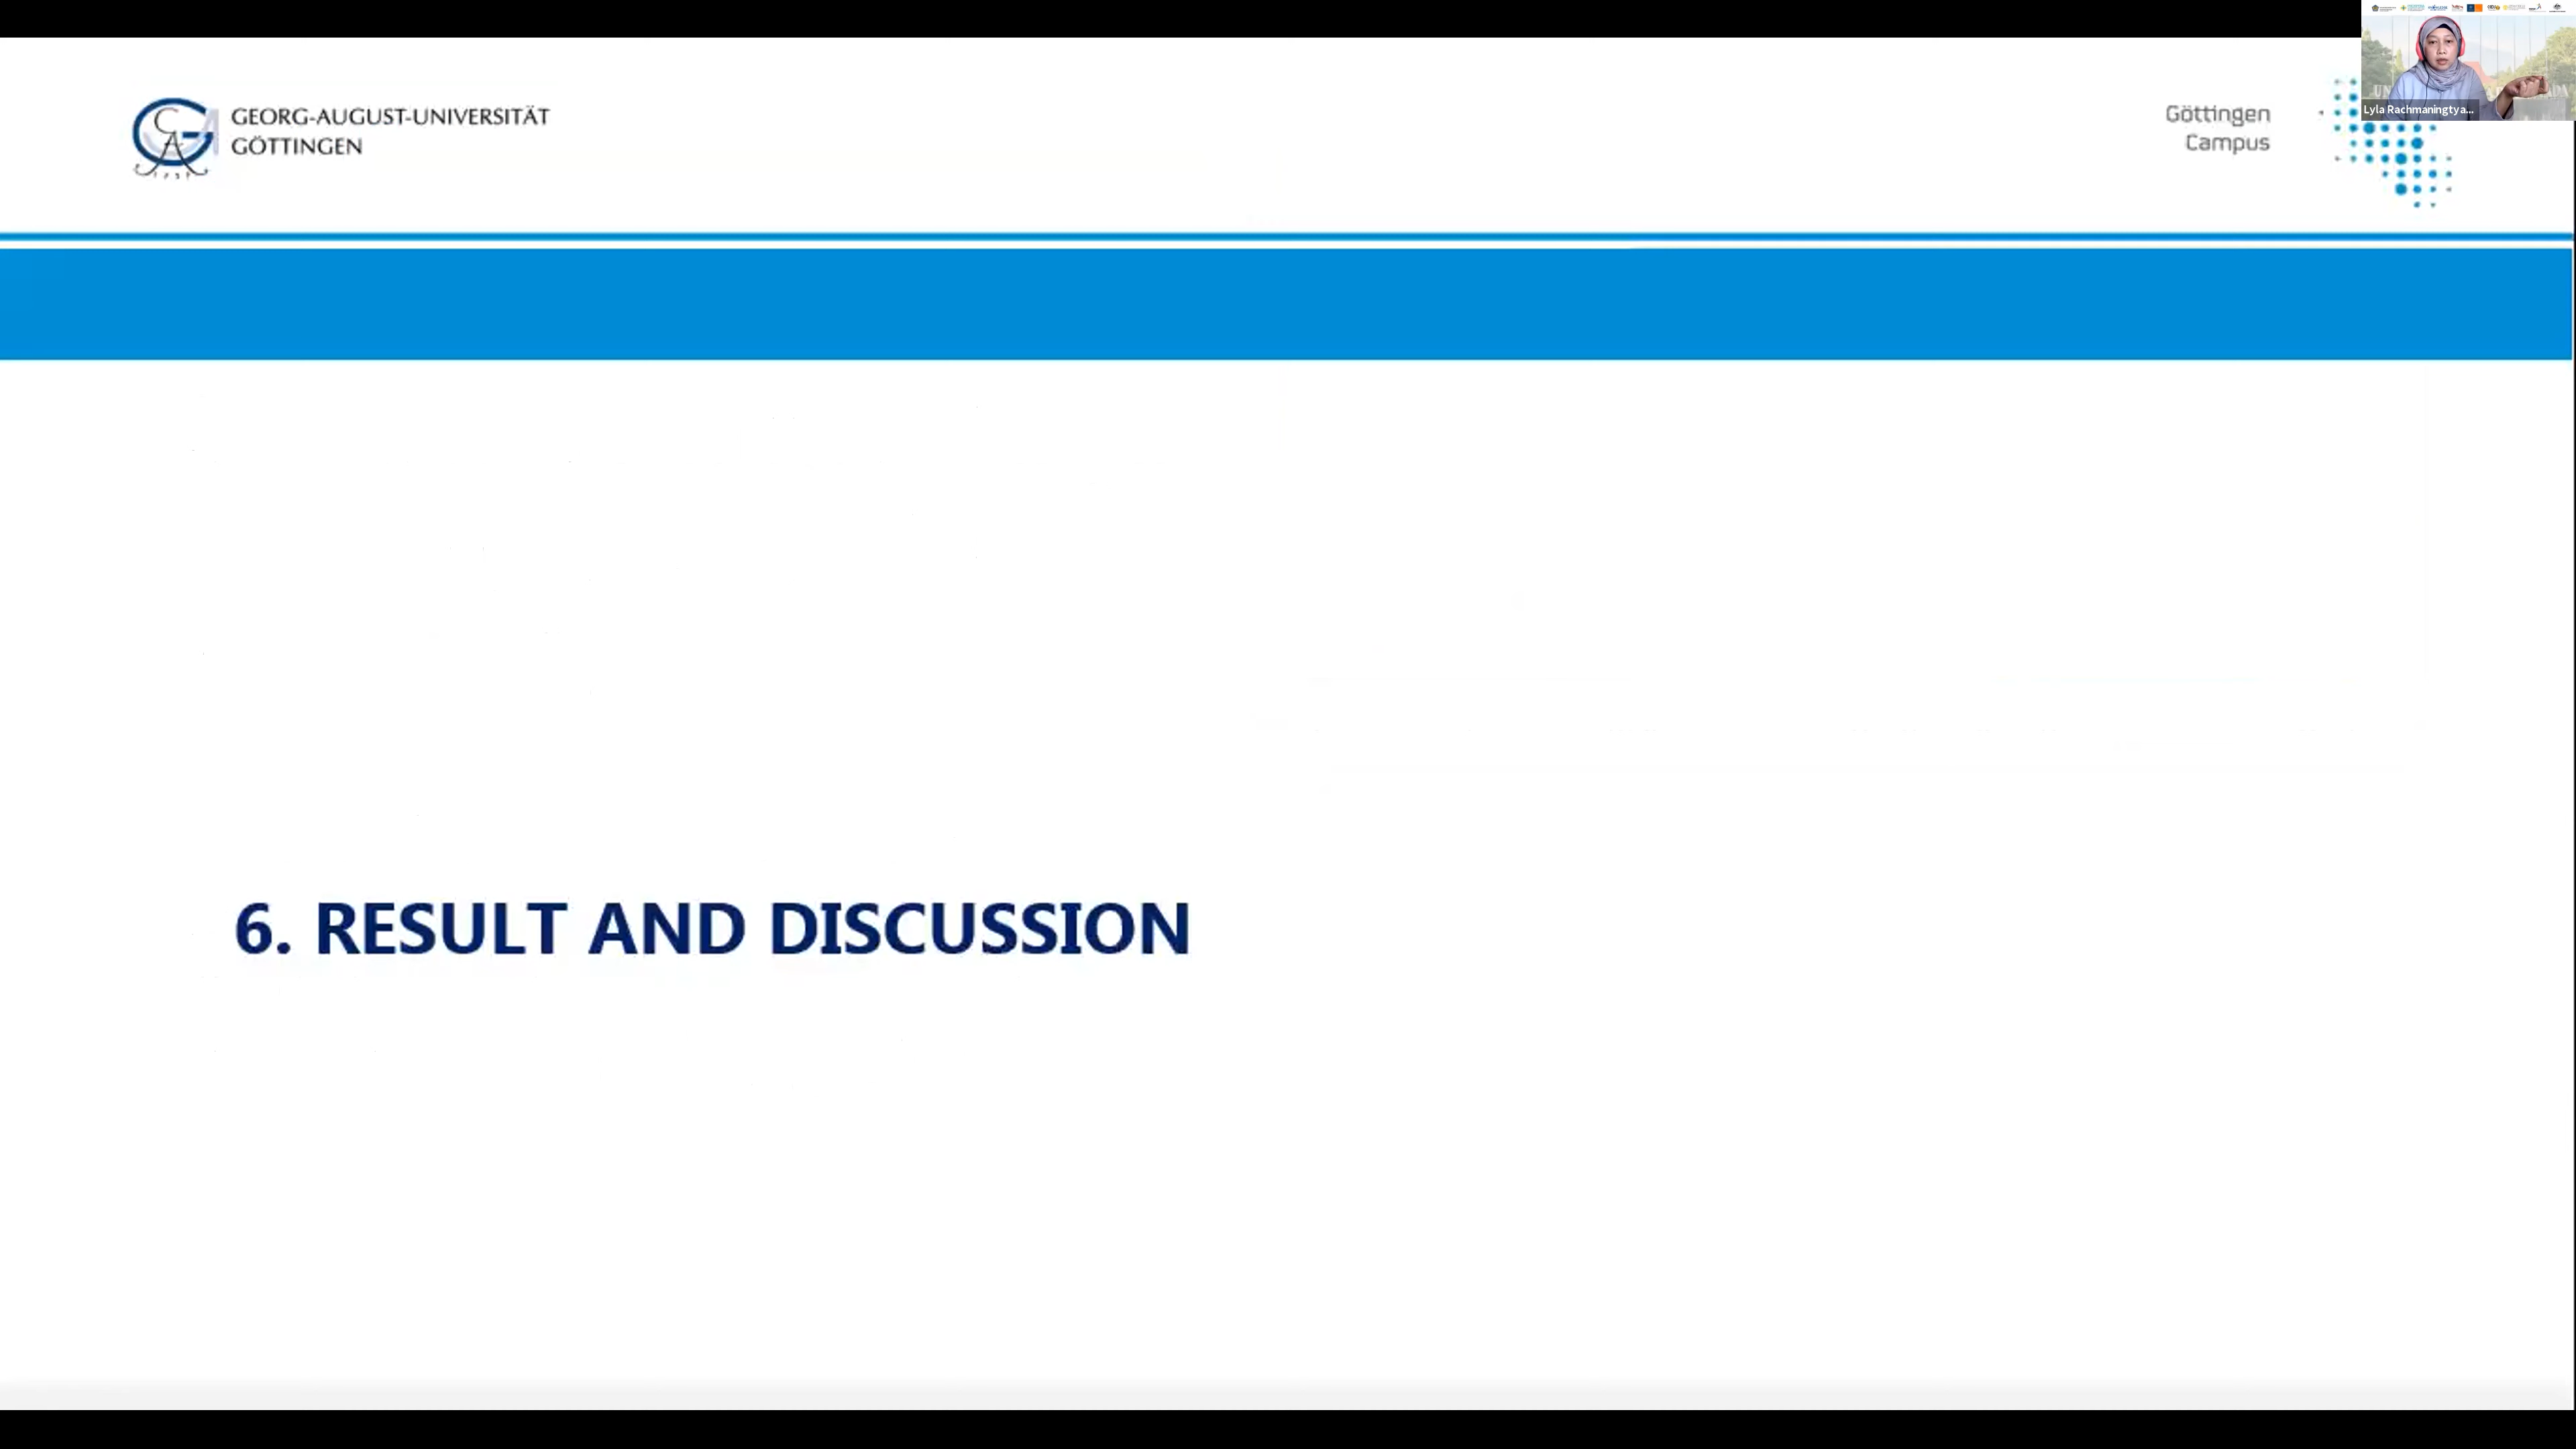 GEORG-AUGUST-UNIVERSITÄT
GÖTTINGEN
Göttingen
Campus
Lyla Rachmaningtya...
6. RESULT AND DISCUSSION